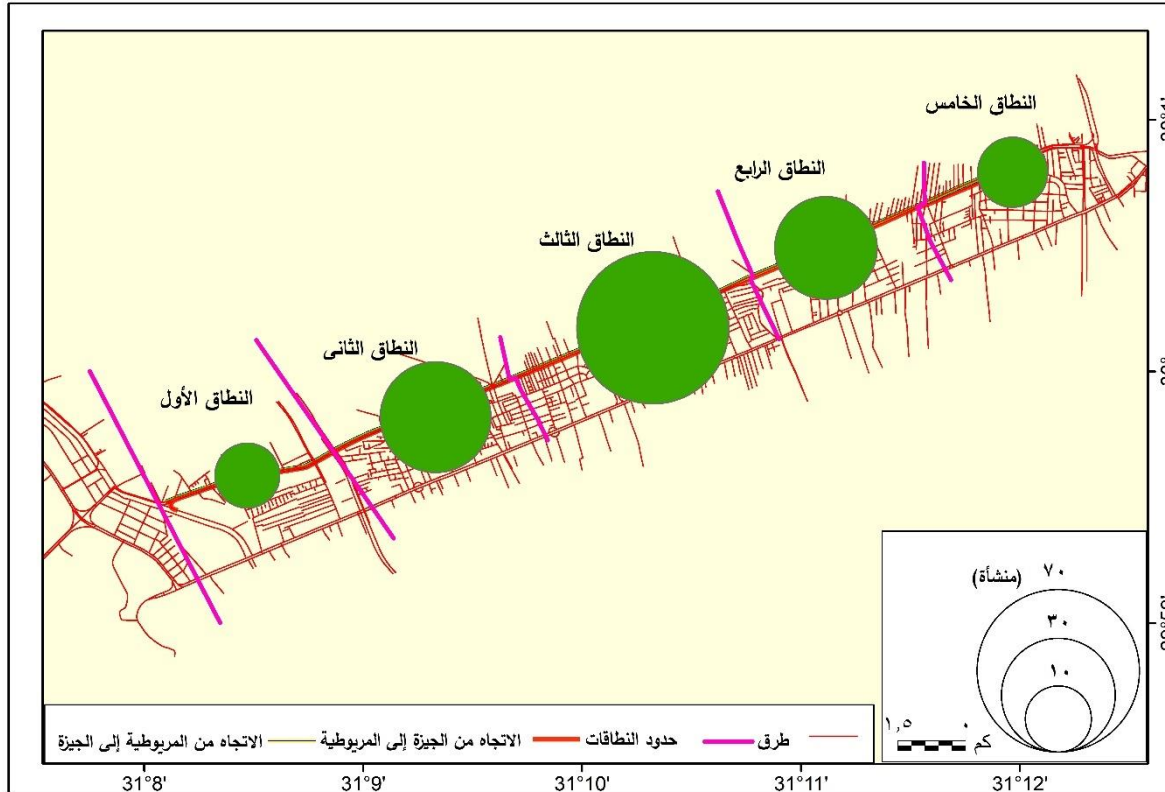 النطاق الخامس
النطاق الرابع
النطاق الثالث
النطاق الثانى
النطاق الأول
(منشأة)
٧٠
٣٠
١٠
١,٥ ٠
كم
طرق
حدود النطاقات
الاتجاه من الجيزة إلى المريوطية
الاتجاه من المريوطية إلى الجيزة
31°8' 31°9' 31°10' 31°11' 31°12'